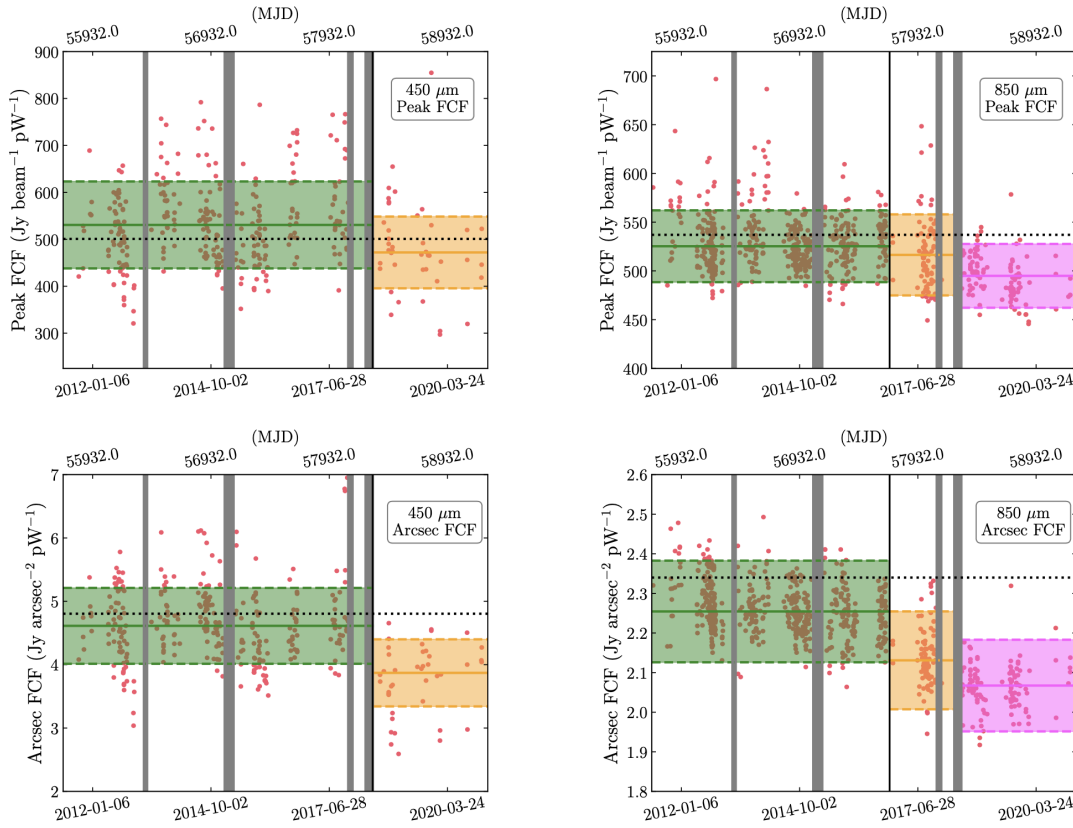 (MJD)
55932.0 56932.0 57932.0 58932.0
900
800
700
600
500
400
300
Peak FCF (Jy beam⁻¹ pW⁻¹)
450 μm
Peak FCF
2012-01-06 2014-10-02 2017-06-28 2020-03-24
(MJD)
55932.0 56932.0 57932.0 58932.0
700
650
600
550
500
450
400
Peak FCF (Jy beam⁻¹ pW⁻¹)
850 μm
Peak FCF
2012-01-06 2014-10-02 2017-06-28 2020-03-24
(MJD)
55932.0 56932.0 57932.0 58932.0
7
6
5
4
3
2
Arcsec FCF (Jy arcsec⁻² pW⁻¹)
450 μm
Arcsec FCF
2012-01-06 2014-10-02 2017-06-28 2020-03-24
(MJD)
55932.0 56932.0 57932.0 58932.0
2.6
2.5
2.4
2.3
2.2
2.1
2.0
1.9
1.8
Arcsec FCF (Jy arcsec⁻² pW⁻¹)
850 μm
Arcsec FCF
2012-01-06 2014-10-02 2017-06-28 2020-03-24